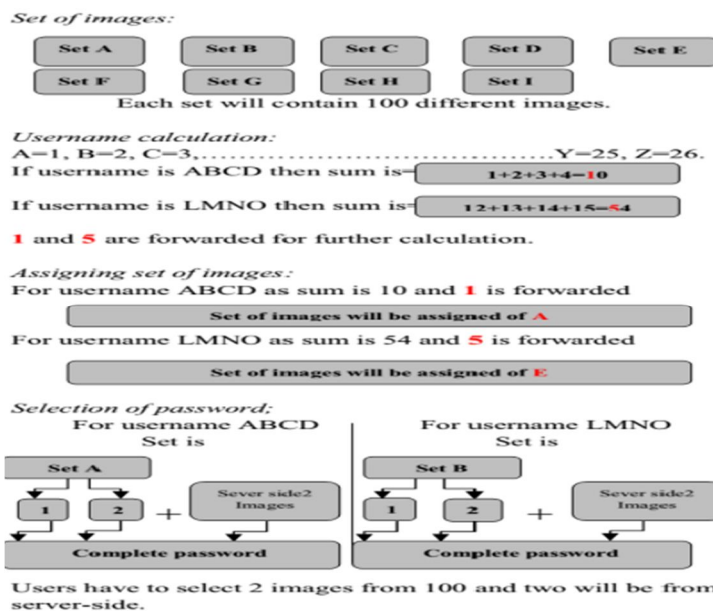 Set of images:
Set A Set B Set C Set D Set E
Set F Set G Set H Set I
Each set will contain 100 different images.
Username calculation:
A=1, B=2, C=3,........................................Y=25, Z=26.
If username is ABCD then sum is= 1+2+3+4=10
If username is LMNO then sum is= 12+13+14+15=54
1 and 5 are forwarded for further calculation.
Assigning set of images:
For username ABCD as sum is 10 and 1 is forwarded
Set of images will be assigned of A
For username LMNO as sum is 54 and 5 is forwarded
Set of images will be assigned of E
Selection of password;
For username ABCD
Set is
Set A
1 2 + Sever side2
Images
Complete password
For username LMNO
Set is
Set B
1 2 + Sever side2
Images
Complete password
Users have to select 2 images from 100 and two will be from
server-side.